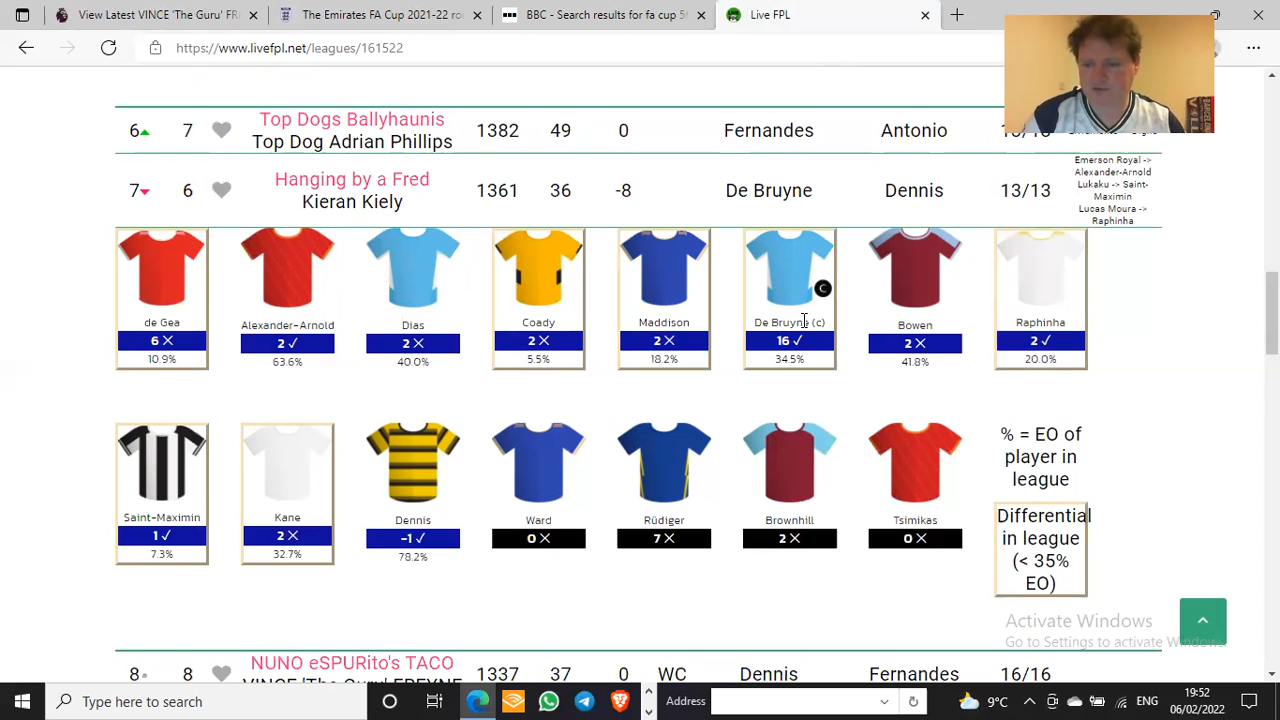 View Latest VINCE 'The Guru' FR
The Emirates FA Cup 2021-22 ro
BBC - Search results for fa cup 5t
Live FPL
https://www.livefpl.net/leagues/161522
6 7 Top Dogs Ballyhaunis 1382 49 0 Fernandes Antonio
Top Dog Adrian Phillips
7 6 Hanging by a Fred 1361 36 -8 De Bruyne Dennis 13/13
Kieran Kiely
Emerson Royal ->
Alexander-Arnold
Lukaku -> Saint-
Maximin
Lucas Moura ->
Raphinha
C
de Gea Alexander-Arnold Dias Coady Maddison De Bruyne (c) Bowen Raphinha
6 ✕ 2 ✓ 2 ✕ 2 ✕ 2 ✕ 16 ✓ 2 ✕ 2 ✓
10.9% 63.6% 40.0% 5.5% 18.2% 34.5% 41.8% 20.0%
% = EO of
player in
league
Saint-Maximin Kane Dennis Ward Rüdiger Brownhill Tsimikas
1 ✓ 2 ✕ -1 ✓ 0 ✕ 7 ✕ 2 ✕ 0 ✕
7.3% 32.7% 78.2%
Differential
in league
(< 35%
EO)
Activate Windows
Go to Settings to activate Windows.
8 8 NUNO eSPURito's TACO 1337 37 0 WC Dennis Fernandes 16/16
VINCE 'The Guru' FREYNE
Type here to search
Address
9°C
ENG
19:52
06/02/2022